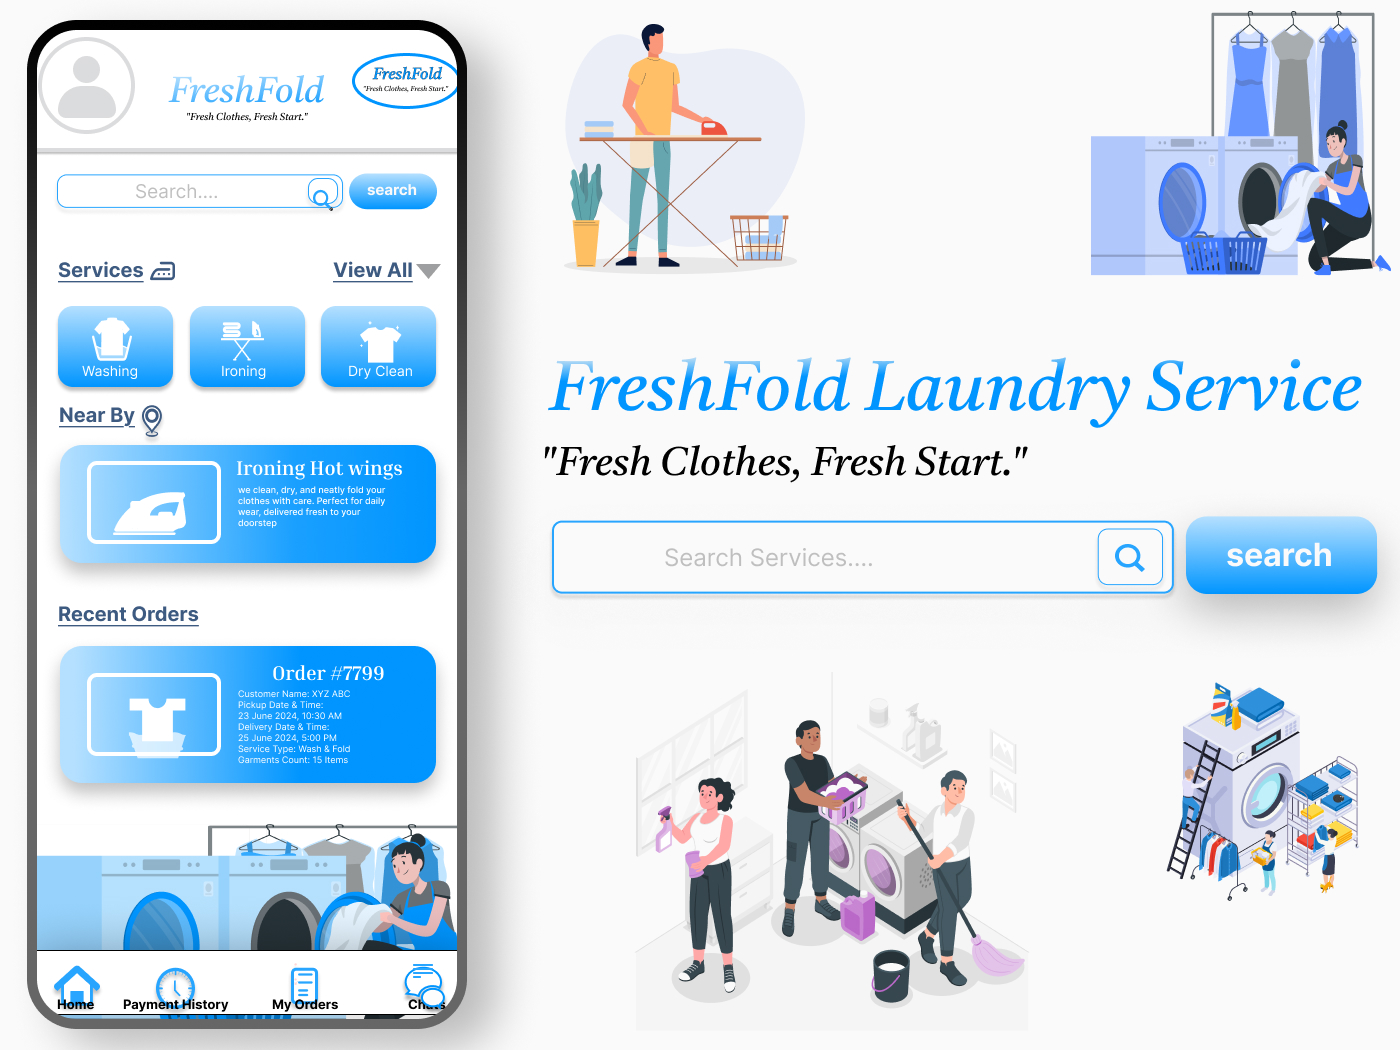 FreshFold
"Fresh Clothes, Fresh Start."
FreshFold
"Fresh Clothes, Fresh Start."
Search....
search
Services
View All
Washing
Ironing
Dry Clean
Near By
Ironing Hot wings
we clean, dry, and neatly fold your
clothes with care. Perfect for daily
wear, delivered fresh to your
doorstep
Recent Orders
Order #7799
Customer Name: XYZ ABC
Pickup Date & Time:
23 June 2024, 10:30 AM
Delivery Date & Time:
25 June 2024, 5:00 PM
Service Type: Wash & Fold
Garments Count: 15 Items
Home
Payment History
My Orders
Chats
FreshFold Laundry Service
"Fresh Clothes, Fresh Start."
Search Services....
search